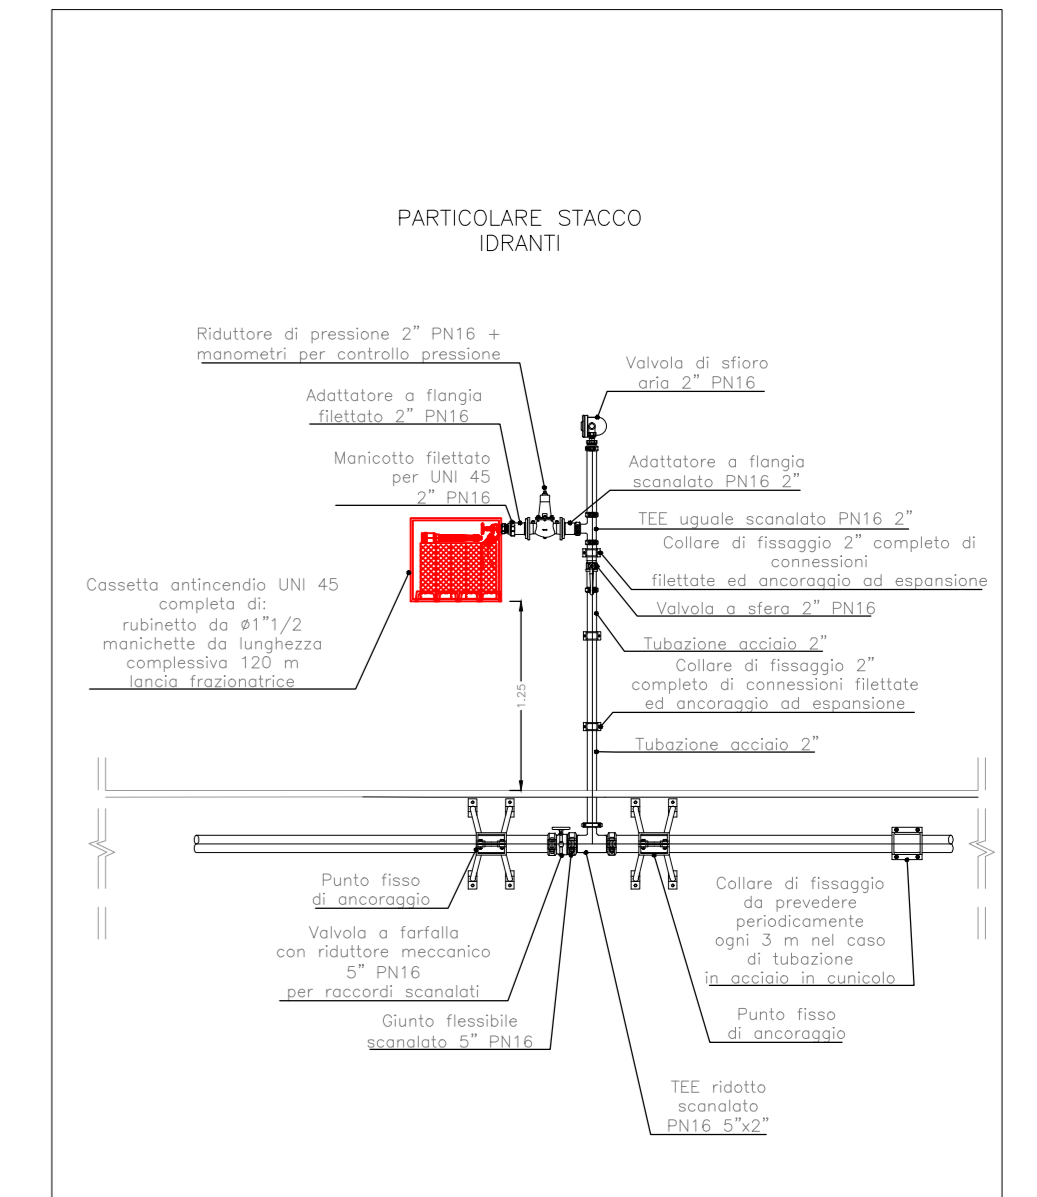 PARTICOLARE STACCO
IDRANTI
Riduttore di pressione 2” PN16 +
manometri per controllo pressione
Valvola di sfioro
aria 2” PN16
Adattatore a flangia
filettato 2” PN16
Manicotto filettato
per UNI 45
2” PN16
Adattatore a flangia
scanalato PN16 2”
TEE uguale scanalato PN16 2”
Collare di fissaggio 2” completo di
connessioni
filettate ed ancoraggio ad espansione
Cassetta antincendio UNI 45
completa di:
rubinetto da ø1”1/2
manichette da lunghezza
complessiva 120 m
lancia frazionatrice
Valvola a sfera 2” PN16
Tubazione acciaio 2”
Collare di fissaggio 2”
completo di connessioni filettate
ed ancoraggio ad espansione
1.25
Tubazione acciaio 2”
Punto fisso
di ancoraggio
Valvola a farfalla
con riduttore meccanico
5” PN16
per raccordi scanalati
Giunto flessibile
scanalato 5” PN16
Collare di fissaggio
da prevedere
periodicamente
ogni 3 m nel caso
di tubazione
in acciaio in cunicolo
Punto fisso
di ancoraggio
TEE ridotto
scanalato
PN16 5”x2”